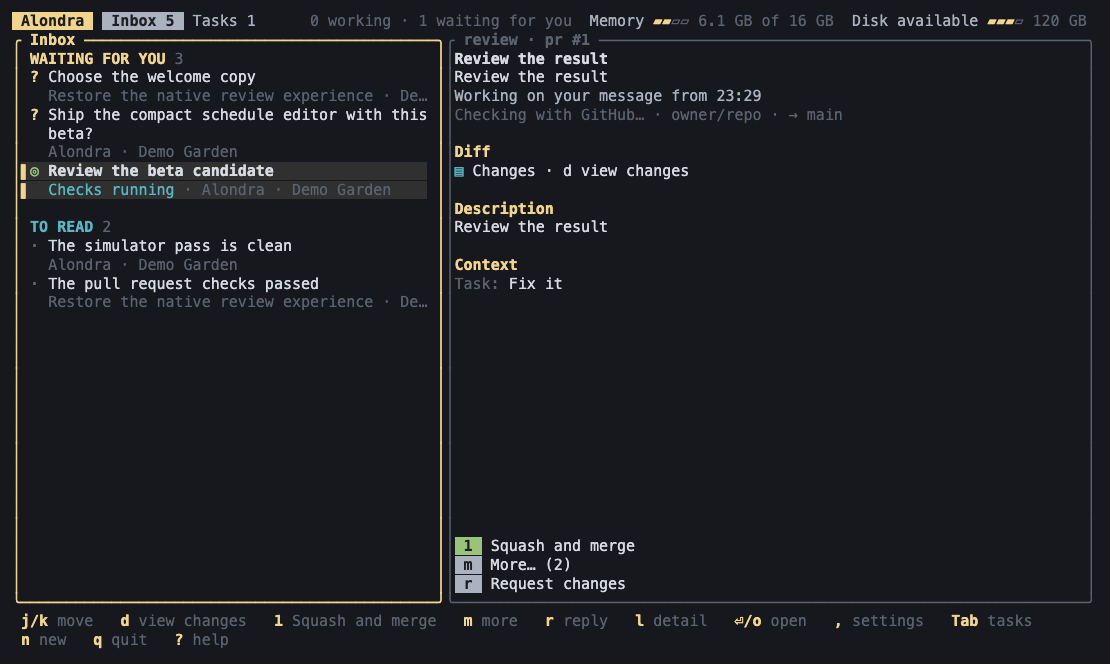 Alondra Inbox 5 Tasks 1 0 working · 1 waiting for you Memory ▰▰▱▱ 6.1 GB of 16 GB Disk available ▰▰▰▱ 120 GB
Inbox
WAITING FOR YOU 3
? Choose the welcome copy
Restore the native review experience · De…
? Ship the compact schedule editor with this
beta?
Alondra · Demo Garden
◎ Review the beta candidate
Checks running · Alondra · Demo Garden
TO READ 2
· The simulator pass is clean
Alondra · Demo Garden
· The pull request checks passed
Restore the native review experience · De…
review · pr #1
Review the result
Review the result
Working on your message from 23:29
Checking with GitHub… · owner/repo · → main
Diff
▤ Changes · d view changes
Description
Review the result
Context
Task: Fix it
1 Squash and merge
m More… (2)
r Request changes
j/k move d view changes 1 Squash and merge m more r reply l detail ⏎/o open , settings Tab tasks
n new q quit ? help